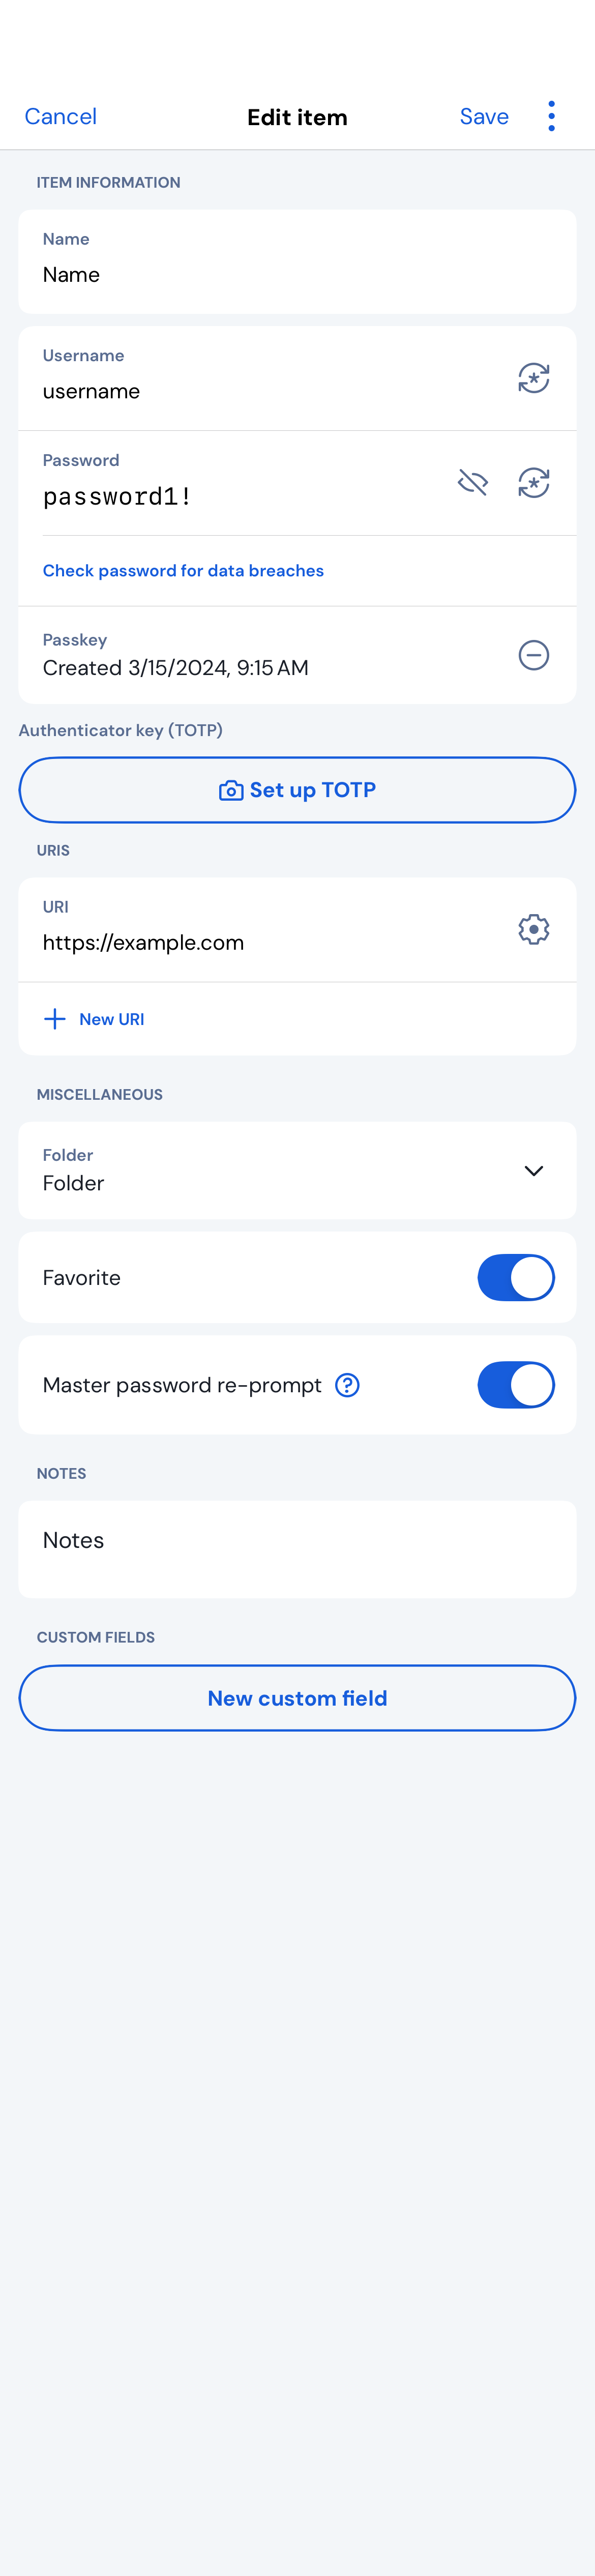 Cancel
Edit item
Save
ITEM INFORMATION
Name
Name
Username
username
Password
password1!
Check password for data breaches
Passkey
Created 3/15/2024, 9:15 AM
Authenticator key (TOTP)
Set up TOTP
URIS
URI
https://example.com
New URI
MISCELLANEOUS
Folder
Folder
Favorite
Master password re-prompt
NOTES
Notes
CUSTOM FIELDS
New custom field